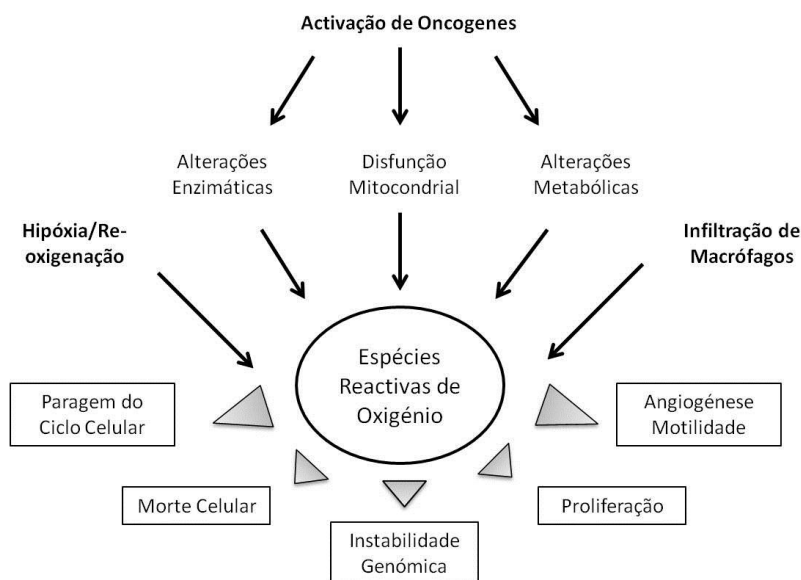 Activação de Oncogenes
Alterações
Enzimáticas
Disfunção
Mitocondrial
Alterações
Metabólicas
Hipóxia/Re-
oxigenação
Infiltração de
Macrófagos
Espécies
Reactivas de
Oxigénio
Paragem do
Ciclo Celular
Angiogénese
Motilidade
Morte Celular
Proliferação
Instabilidade
Genómica